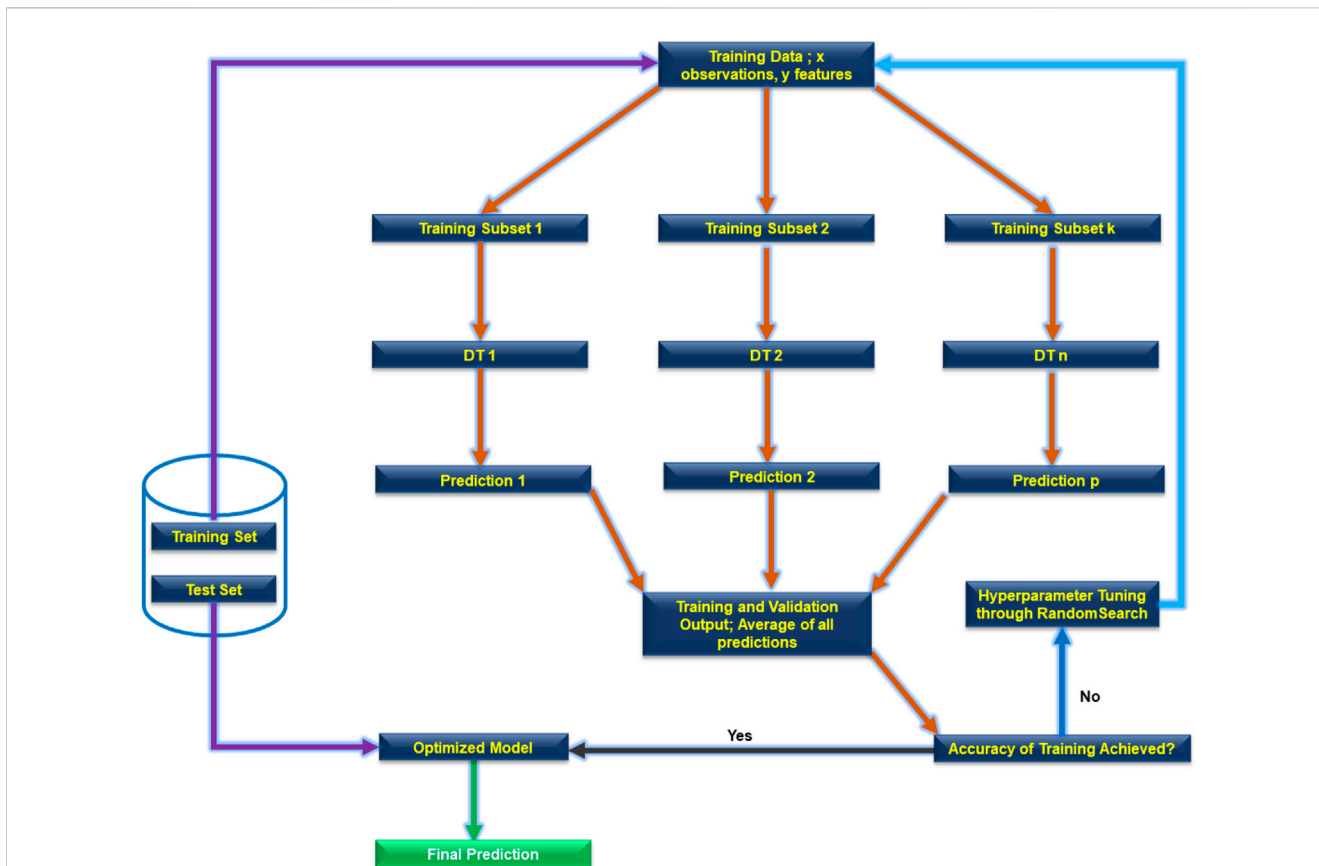 Training Data ; x
observations, y features
Training Subset 1
Training Subset 2
Training Subset k
DT 1
DT 2
DT n
Prediction 1
Prediction 2
Prediction p
Training Set
Test Set
Training and Validation
Output; Average of all
predictions
Hyperparameter Tuning
through RandomSearch
No
Yes
Optimized Model
Accuracy of Training Achieved?
Final Prediction